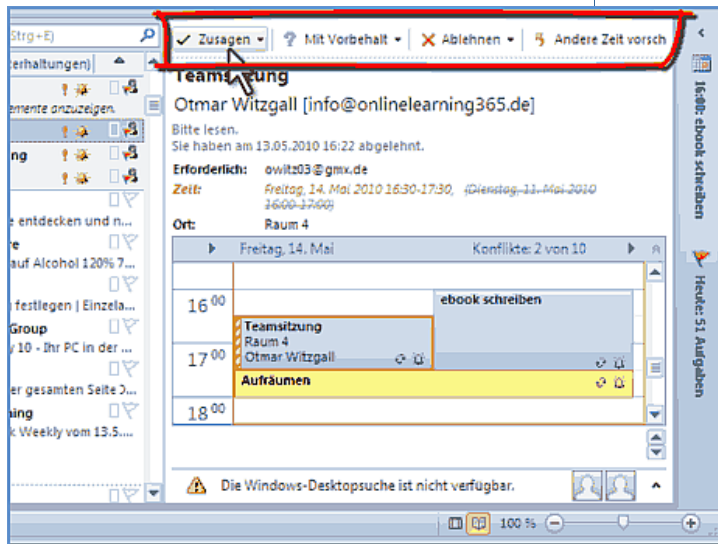 Strg+E)
Zusagen
Mit Vorbehalt
Ablehnen
Andere Zeit vorsch
erhaltungen)
Teamsitzung
emente anzuzeigen.
Otmar Witzgall [info@onlinelearning365.de]
Bitte lesen.
Sie haben am 13.05.2010 16:22 abgelehnt.
ng
Erforderlich: owitz03@gmx.de
Zeit: Freitag, 14. Mai 2010 16:30-17:30, (Dienstag, 11. Mai 2010
16:00-17:00)
Ort: Raum 4
e entdecken und n...
re
auf Alcohol 120% 7...
festlegen | Einzela...
Group
y 10 - Ihr PC in der ...
er gesamten Seite ...
ning
k Weekly vom 13.5....
Freitag, 14. Mai
Konflikte: 2 von 10
16 00
ebook schreiben
Teamsitzung
Raum 4
17 00
Otmar Witzgall
Aufräumen
18 00
Die Windows-Desktopsuche ist nicht verfügbar.
100 %
16:00: ebook schreiben
Heute: 51 Aufgaben